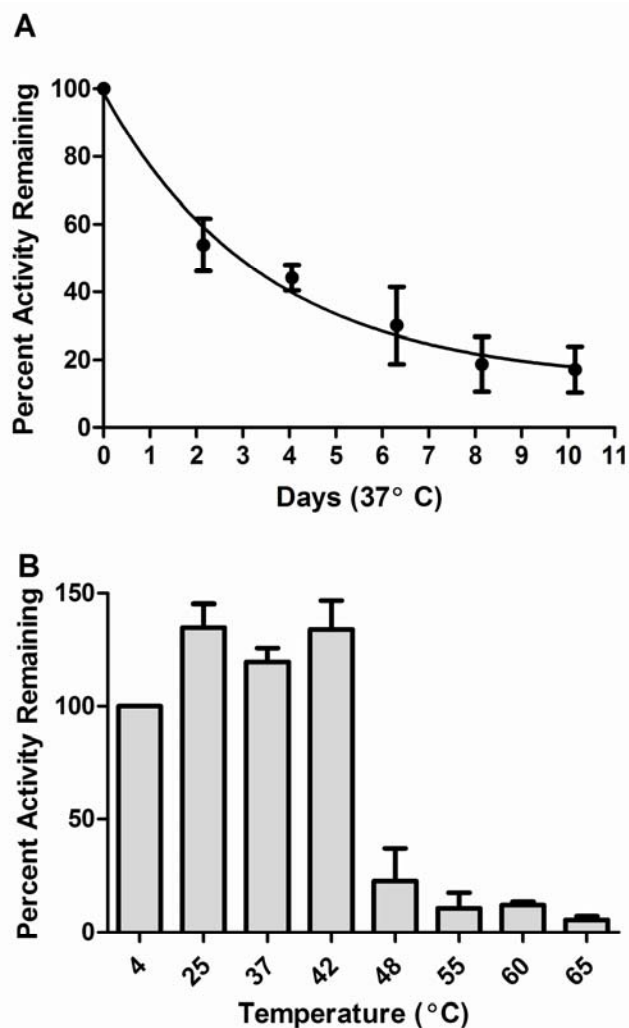 A
Percent Activity Remaining
100
80
60
40
20
0
0 1 2 3 4 5 6 7 8 9 10 11
Days (37° C)
B
Percent Activity Remaining
150
100
50
0
4 25 37 42 48 55 60 65
Temperature (°C)